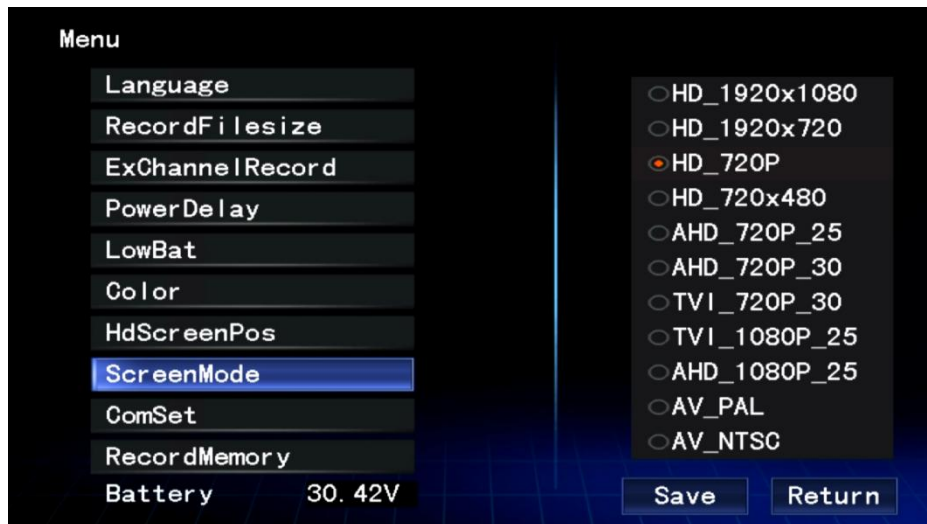 Menu
Language
RecordFilesize
ExChannelRecord
PowerDelay
LowBat
Color
HdScreenPos
ScreenMode
ComSet
RecordMemory
Battery 30.42V
HD_1920x1080
HD_1920x720
HD_720P
HD_720x480
AHD_720P_25
AHD_720P_30
TVI_720P_30
TVI_1080P_25
AHD_1080P_25
AV_PAL
AV_NTSC
Save Return